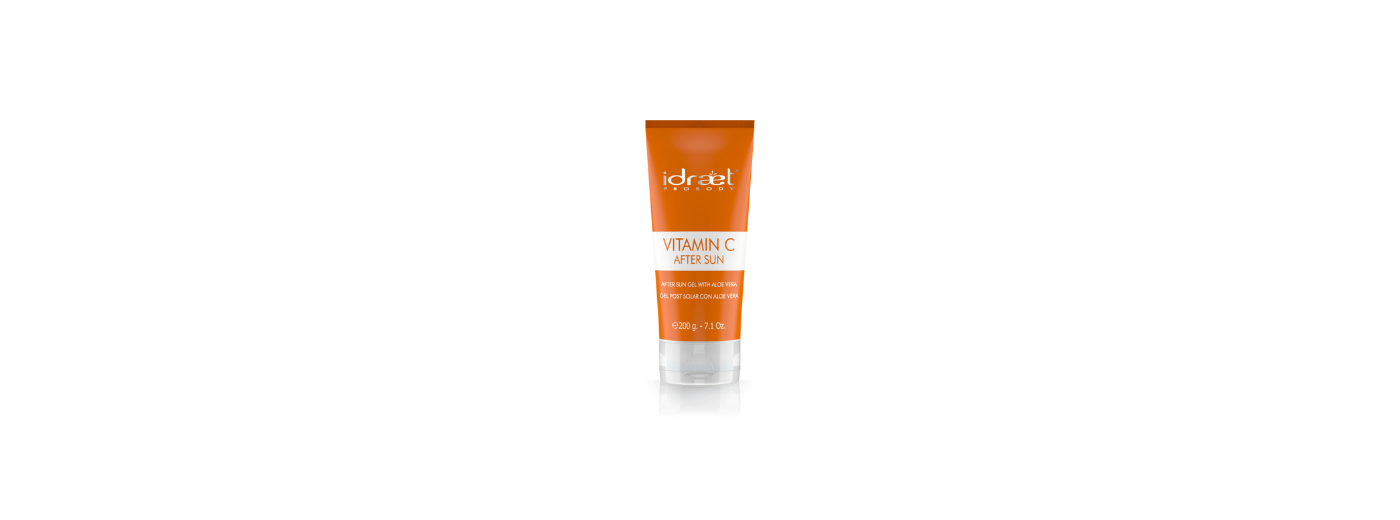 idraet
PROBODY
VITAMIN C
AFTER SUN
AFTER SUN GEL WITH ALOE VERA
GEL POST SOLAR CON ALOE VERA
℮200 g. - 7.1 Oz.